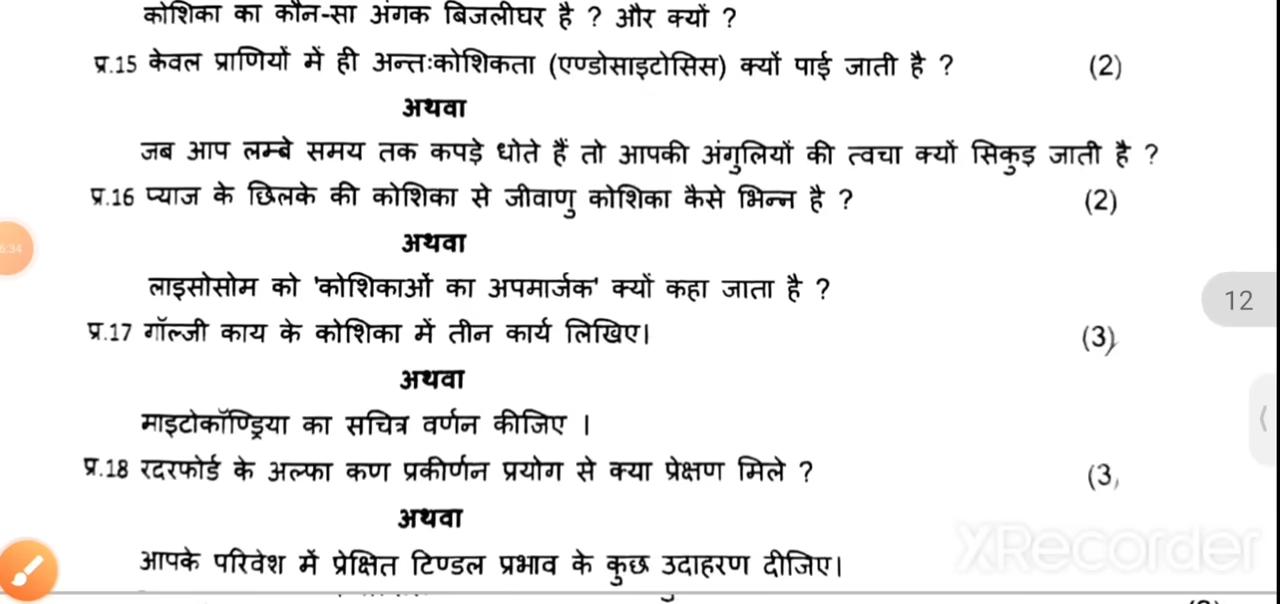 कोशिका का कौन-सा अंगक बिजलीघर है ? और क्यों ?
प्र.15 केवल प्राणियों में ही अन्तःकोशिकता (एण्डोसाइटोसिस) क्यों पाई जाती है ? (2)
अथवा
जब आप लम्बे समय तक कपड़े धोते हैं तो आपकी अंगुलियों की त्वचा क्यों सिकुड़ जाती है ?
प्र.16 प्याज के छिलके की कोशिका से जीवाणु कोशिका कैसे भिन्न है ? (2)
6:34
अथवा
लाइसोसोम को 'कोशिकाओं का अपमार्जक' क्यों कहा जाता है ?
12
प्र.17 गॉल्जी काय के कोशिका में तीन कार्य लिखिए। (3)
अथवा
माइटोकॉण्ड्रिया का सचित्र वर्णन कीजिए ।
प्र.18 रदरफोर्ड के अल्फा कण प्रकीर्णन प्रयोग से क्या प्रेक्षण मिले ? (3
अथवा
आपके परिवेश में प्रेक्षित टिण्डल प्रभाव के कुछ उदाहरण दीजिए।
XRecorder